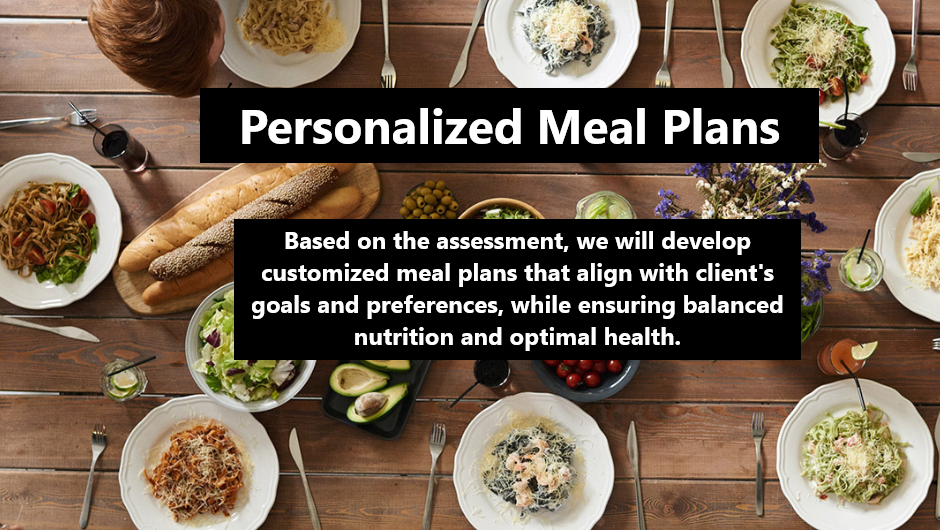 Personalized Meal Plans
Based on the assessment, we will develop
customized meal plans that align with client's
goals and preferences, while ensuring balanced
nutrition and optimal health.